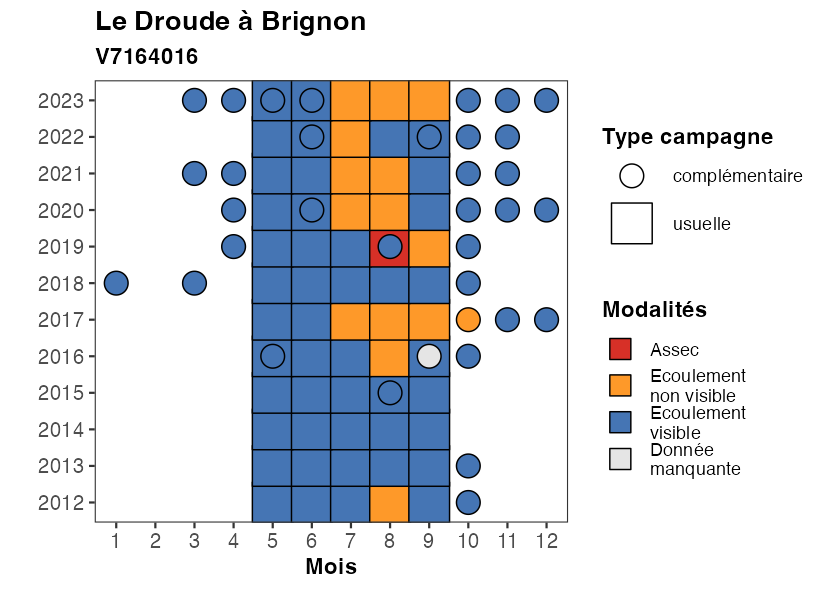 Le Droude à Brignon
V7164016
2023
2022
2021
2020
2019
2018
2017
2016
2015
2014
2013
2012
1 2 3 4 5 6 7 8 9 10 11 12
Mois
Type campagne
complémentaire
usuelle
Modalités
Assec
Ecoulement
non visible
Ecoulement
visible
Donnée
manquante